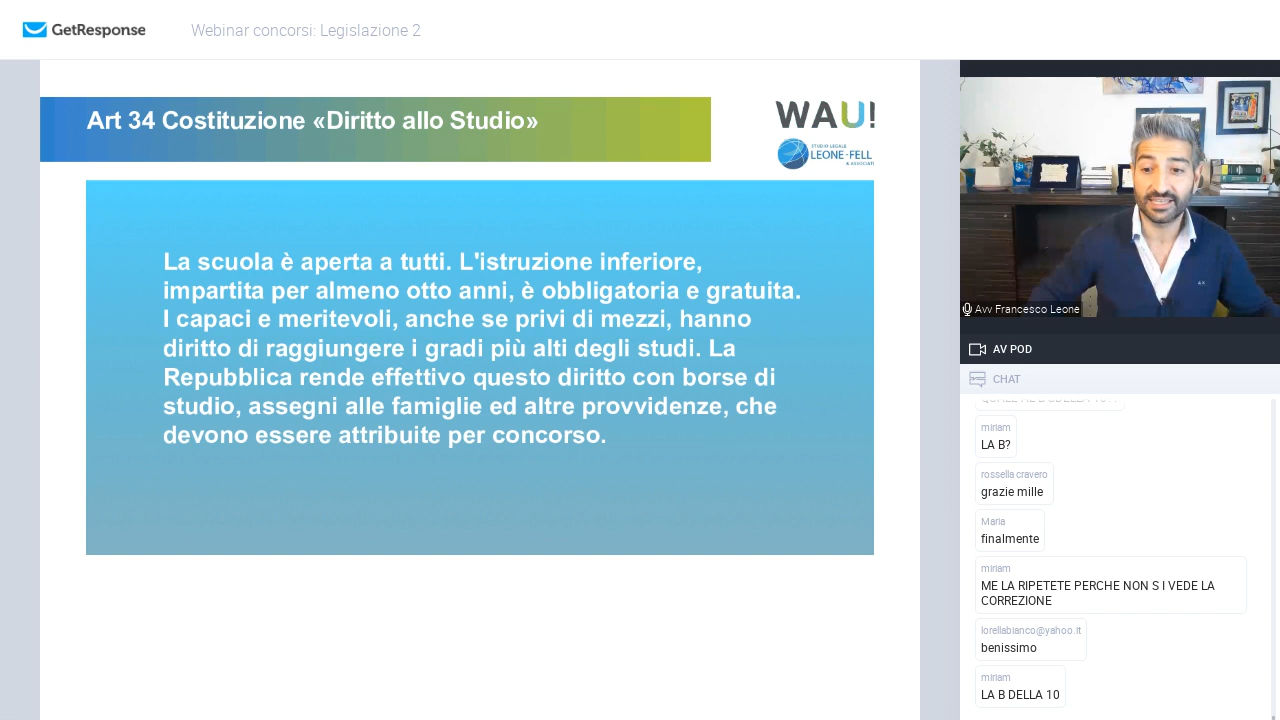 GetResponse
Webinar concorsi: Legislazione 2
Art 34 Costituzione «Diritto allo Studio»
WAU!
STUDIO LEGALE
LEONE-FELL
& ASSOCIATI
La scuola è aperta a tutti. L'istruzione inferiore,
impartita per almeno otto anni, è obbligatoria e gratuita.
I capaci e meritevoli, anche se privi di mezzi, hanno
diritto di raggiungere i gradi più alti degli studi. La
Repubblica rende effettivo questo diritto con borse di
studio, assegni alle famiglie ed altre provvidenze, che
devono essere attribuite per concorso.
Avv Francesco Leone
AV POD
CHAT
miriam
LA B?
rossella cravero
grazie mille
Maria
finalmente
miriam
ME LA RIPETETE PERCHE NON S I VEDE LA
CORREZIONE
lorellabianco@yahoo.it
benissimo
miriam
LA B DELLA 10